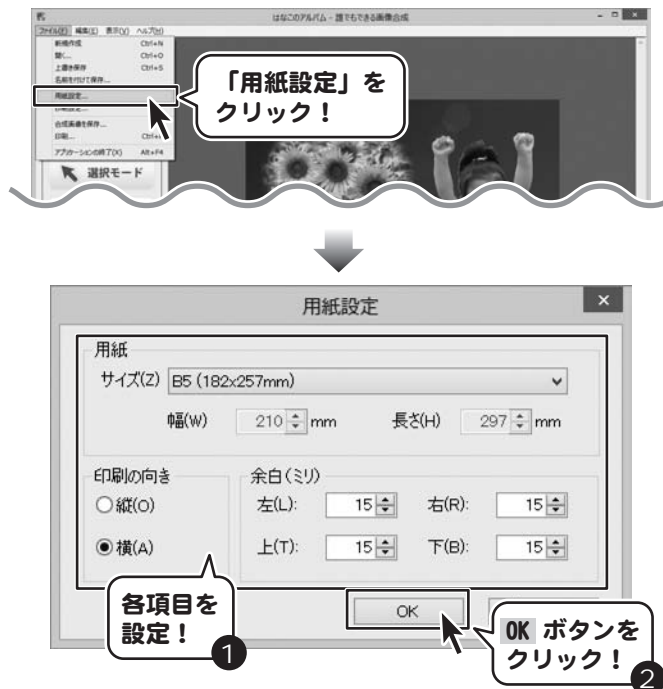 はなこのアルバム - 誰でもできる画像合成
ファイル(F) 編集(E) 表示(V) ヘルプ(H)
新規作成 Ctrl+N
開く... Ctrl+O
上書き保存 Ctrl+S
名前を付けて保存...
用紙設定...
印刷設定...
合成画像を保存...
印刷...
アプリケーションの終了(X) Alt+F4
選択モード
「用紙設定」を
クリック！
用紙設定
用紙
サイズ(Z) B5 (182x257mm)
幅(W) 210 mm 長さ(H) 297 mm
印刷の向き 余白(ミリ)
縦(O) 左(L): 15 右(R): 15
横(A) 上(T): 15 下(B): 15
各項目を
設定！
1
OK
OK ボタンを
クリック！
2